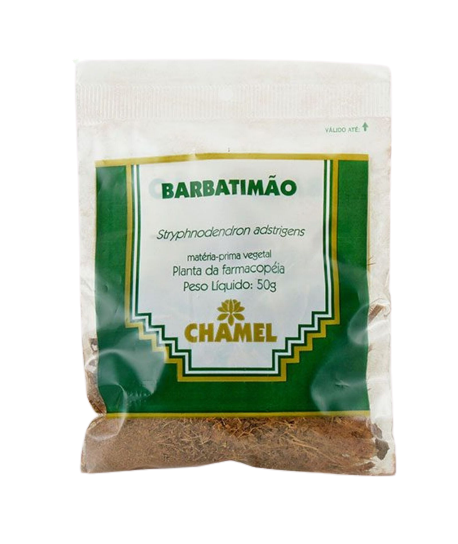 VÁLIDO ATÉ:
BARBATIMÃO
Stryphnodendron adstrigens
matéria-prima vegetal
Planta da farmacopéia
Peso Líquido: 50g
CHAMEL